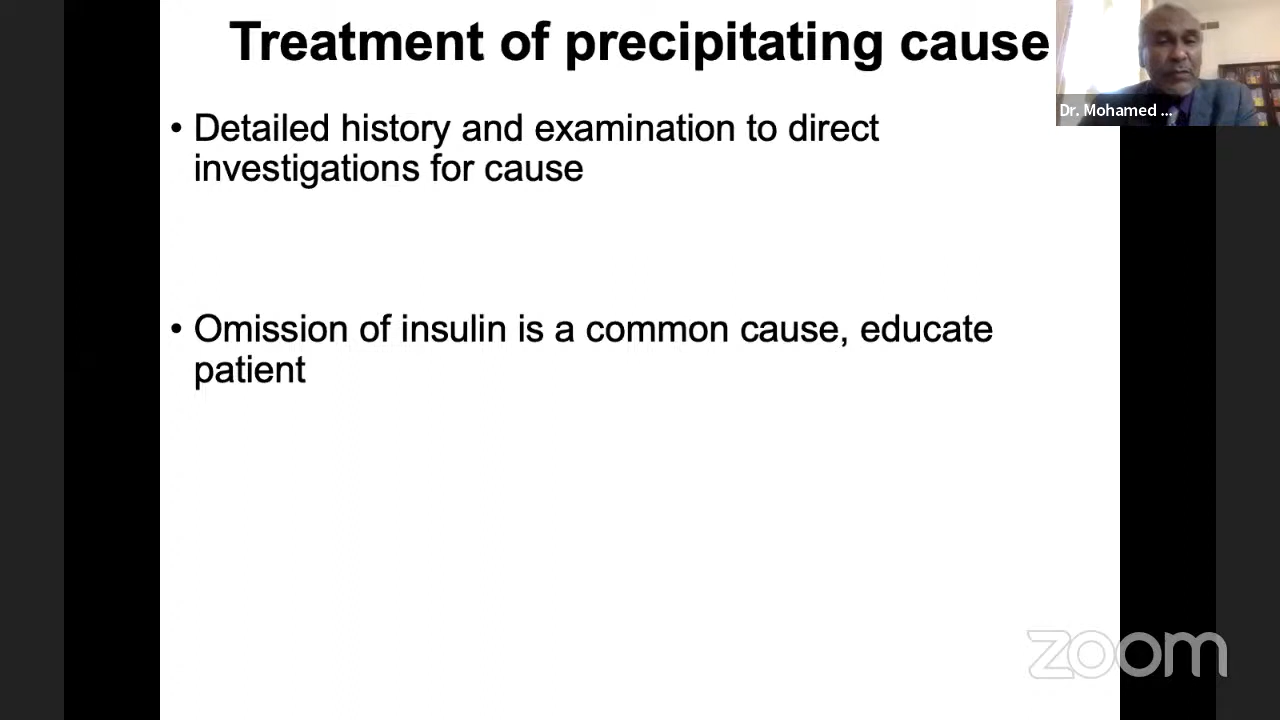 Treatment of precipitating cause
Dr. Mohamed ...
• Detailed history and examination to direct
investigations for cause
• Omission of insulin is a common cause, educate
patient
zoom